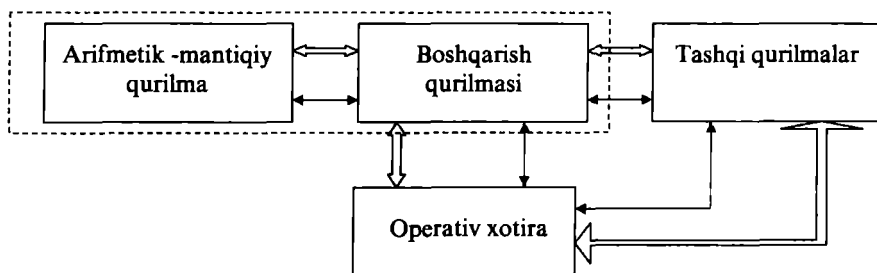 Arifmetik -mantiqiy
qurilma
Boshqarish
qurilmasi
Tashqi qurilmalar
Operativ xotira